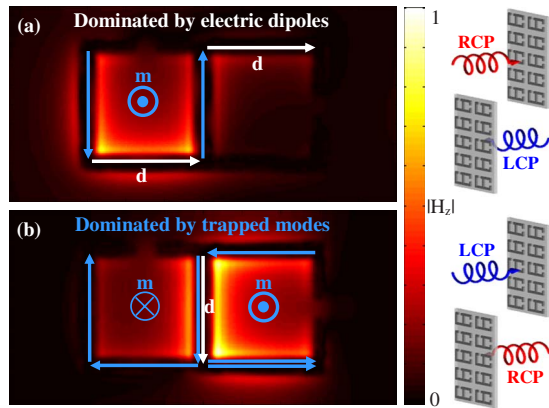 (a) Dominated by electric dipoles
d
m
d
(b) Dominated by trapped modes
m
d
m
1
|Hz|
0
RCP
LCP
LCP
RCP